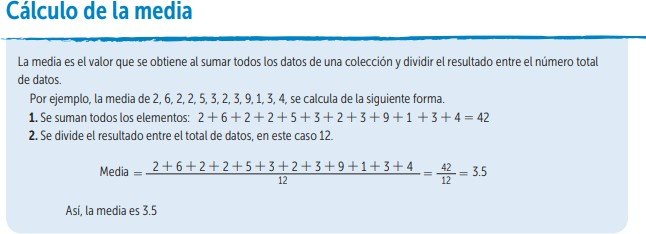 Cálculo de la media
La media es el valor que se obtiene al sumar todos los datos de una colección y dividir el resultado entre el número total
de datos.
Por ejemplo, la media de 2, 6, 2, 2, 5, 3, 2, 3, 9, 1, 3, 4, se calcula de la siguiente forma.
1. Se suman todos los elementos: 2 + 6 + 2 + 2 + 5 + 3 + 2 + 3 + 9 + 1 + 3 + 4 = 42
2. Se divide el resultado entre el total de datos, en este caso 12.
Media = 2 + 6 + 2 + 2 + 5 + 3 + 2 + 3 + 9 + 1 + 3 + 4 / 12 = 42 / 12 = 3.5
Así, la media es 3.5